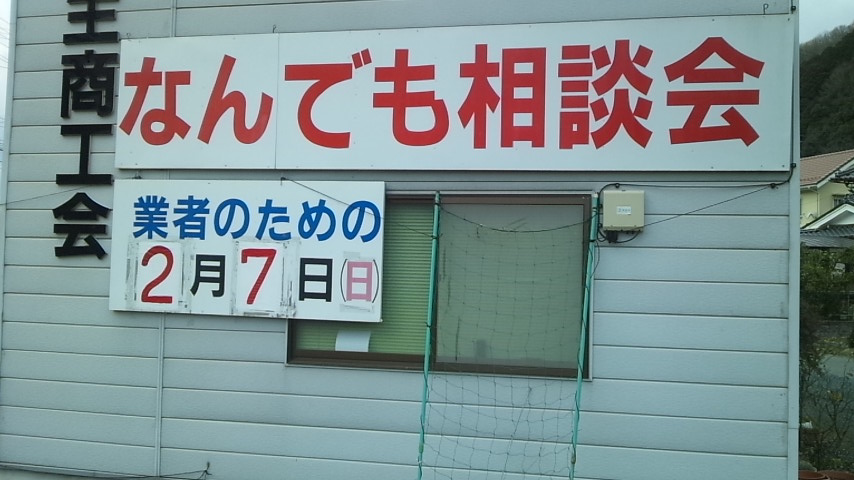 主商工会
なんでも相談会
業者のための
2月7日(日)